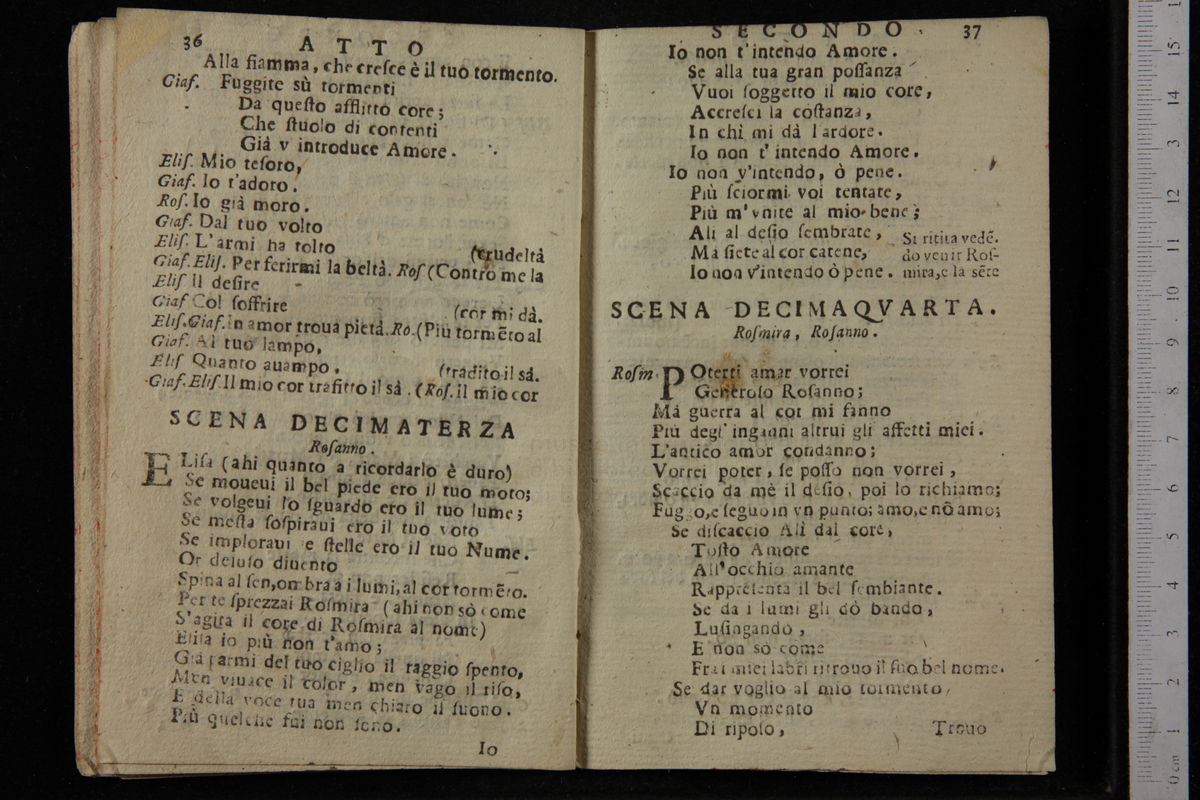 36 ATTO
Alla fiamma, che creſce è il tuo tormento.
Giaf. Fuggite sù tormenti
Da queſto afflitto core;
Che ſtuolo di contenti
Già v introduce Amore.
Eliſ. Mio teſoro,
Giaf. Io t'adoro.
Roſ. Io già moro.
Giaf. Dal tuo volto
Eliſ. L'armi ha tolto
(crudeltà
Giaf. Eliſ. Per ferirmi la beltà. Roſ (Contro me la
Eliſ Il deſire
Giaf Col ſoffrire
(cor mi dà.
Eliſ. Giaf. in amor troua pietà. Ro. (Più tormẽto al
Giaf. Al tuo lampo,
Eliſ Quanto auampo,
(tradito il sà.
Giaf. Eliſ Il mio cor trafitto il sà. (Roſ. il mio cor
SCENA DECIMATERZA
Roſanno.
ELiſa (ahi quanto a ricordarlo è duro)
Se moueui il bel piede ero il tuo moto;
Se volgeui lo ſguardo ero il tuo lume;
Se meſta ſoſpiraui ero il tuo voto
Se imploraui e ſtelle ero il tuo Nume.
Or deluſo diuento
Spina al ſen, ombra a i lumi, al cor tormẽto.
Per te ſprezzai Roſmira (ahi non sò come
S'agita il core di Roſmira al nome)
Eliſa io più non t'amo;
Già parmi del tuo ciglio il raggio ſpento,
Men viuace il color, men vago il riſo,
E della voce tua men chiaro il ſuono.
Più quelche fui non ſono.
Io
SECONDO. 37
Io non t'intendo Amore.
Se alla tua gran poſſanza
Vuoi ſoggetto il mio core,
Accreſci la coſtanza,
In chi mi dà l'ardore.
Io non t'intendo Amore.
Io non v'intendo, ò pene.
Più ſciormi voi tentate,
Più m'vnite al mio bene;
Ali al deſio ſembrate,
Ma ſiete al cor catene,
Io non v'intendo ò pene.
Si ritita vedẽ-
do venir Roſ-
mira, e la sẽte
SCENA DECIMAQVARTA.
Roſmira, Roſanno.
Roſm. POterti amar vorrei
Generoſo Roſanno;
Ma guerra al cor mi fanno
Più degl'inganni altrui gli affetti miei.
L'antico amor condanno;
Vorrei poter, ſe poſſo non vorrei,
Scaccio da mè il deſio, poi lo richiamo;
Fuggo, e ſeguo in vn punto; amo, e nõ amo;
Se diſcaccio Ali dal core,
Toſto Amore
All'occhio amante
Rappreſenta il bel ſembiante.
Se da i lumi gli dò bando,
Luſingando,
E non sò come
Fra i miei labri ritrouo il ſuo bel nome.
Se dar voglio al mio tormento,
Vn momento
Di ripoſo,
Trouo